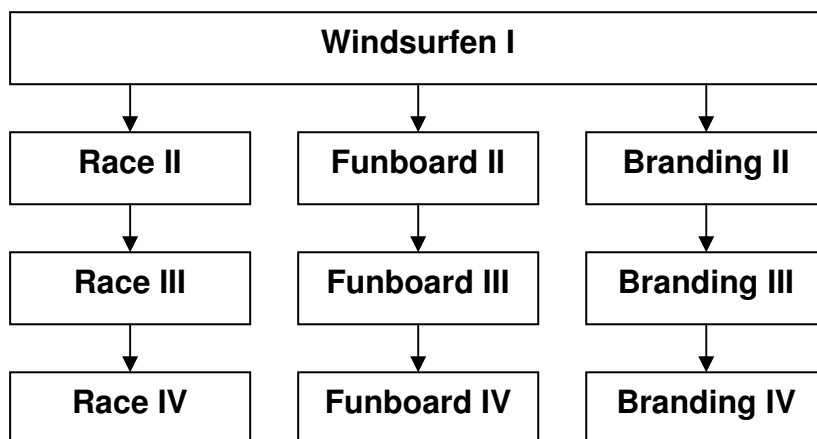 Windsurfen I
Race II Funboard II Branding II
Race III Funboard III Branding III
Race IV Funboard IV Branding IV